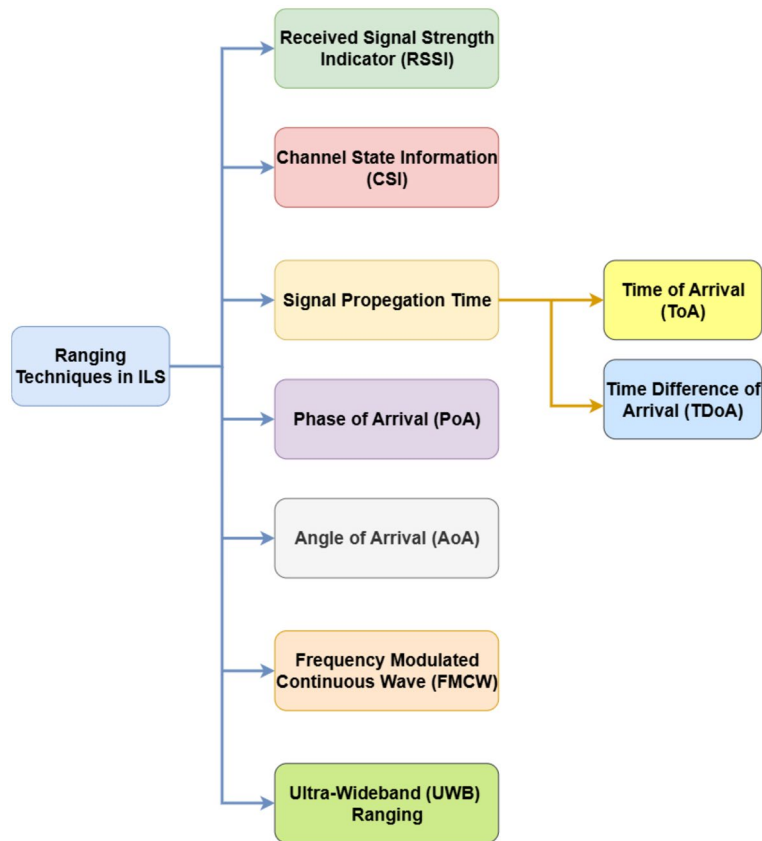 Received Signal Strength
Indicator (RSSI)
Channel State Information
(CSI)
Signal Propegation Time
Time of Arrival
(ToA)
Ranging
Techniques in ILS
Time Difference of
Arrival (TDoA)
Phase of Arrival (PoA)
Angle of Arrival (AoA)
Frequency Modulated
Continuous Wave (FMCW)
Ultra-Wideband (UWB)
Ranging